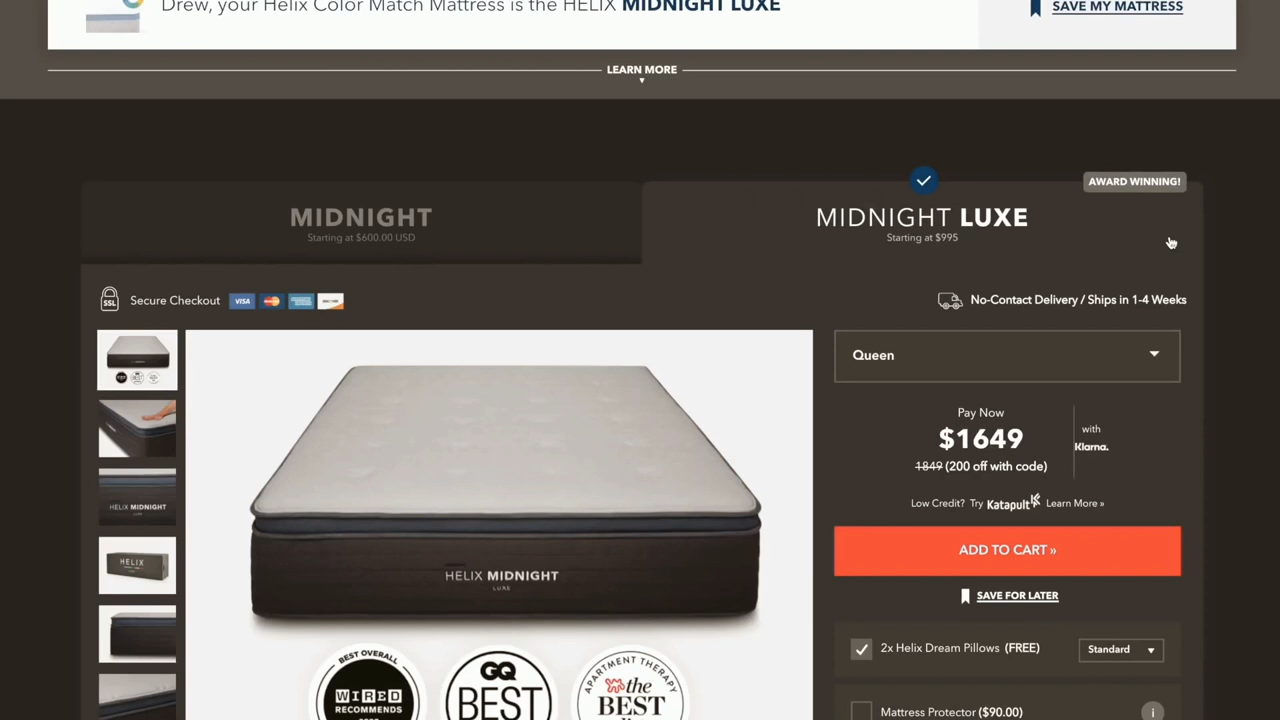 Drew, your Helix Color Match Mattress is the HELIX MIDNIGHT LUXE
SAVE MY MATTRESS
LEARN MORE
AWARD WINNING!
MIDNIGHT
Starting at $600.00 USD
MIDNIGHT LUXE
Starting at $995
SSL
Secure Checkout
VISA
No-Contact Delivery / Ships in 1-4 Weeks
Queen
Pay Now
$1649
1849 (200 off with code)
with
Klarna.
Low Credit? Try Katapult Learn More »
ADD TO CART »
SAVE FOR LATER
2x Helix Dream Pillows (FREE)
Standard
Mattress Protector ($90.00)
i
HELIX MIDNIGHT
HELIX
HELIX MIDNIGHT
LUXE
BEST OVERALL
WIRED
RECOMMENDS
GQ
BEST
APARTMENT THERAPY
the
BEST